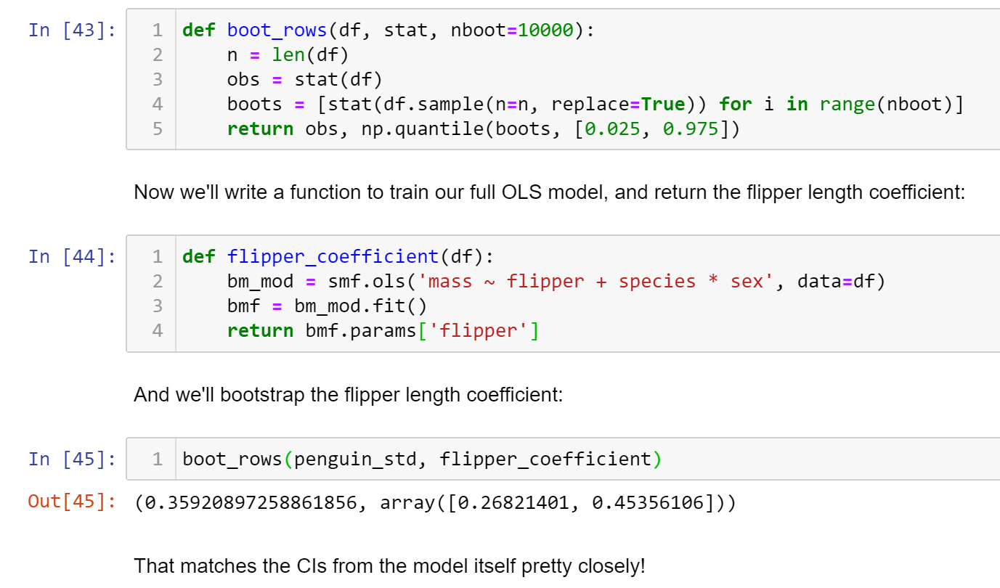 In [43]:
1 def boot_rows(df, stat, nboot=10000):
2     n = len(df)
3     obs = stat(df)
4     boots = [stat(df.sample(n=n, replace=True)) for i in range(nboot)]
5     return obs, np.quantile(boots, [0.025, 0.975])
Now we'll write a function to train our full OLS model, and return the flipper length coefficient:
In [44]:
1 def flipper_coefficient(df):
2     bm_mod = smf.ols('mass ~ flipper + species * sex', data=df)
3     bmf = bm_mod.fit()
4     return bmf.params['flipper']
And we'll bootstrap the flipper length coefficient:
In [45]:
1 boot_rows(penguin_std, flipper_coefficient)
Out[45]: (0.35920897258861856, array([0.26821401, 0.45356106]))
That matches the CIs from the model itself pretty closely!